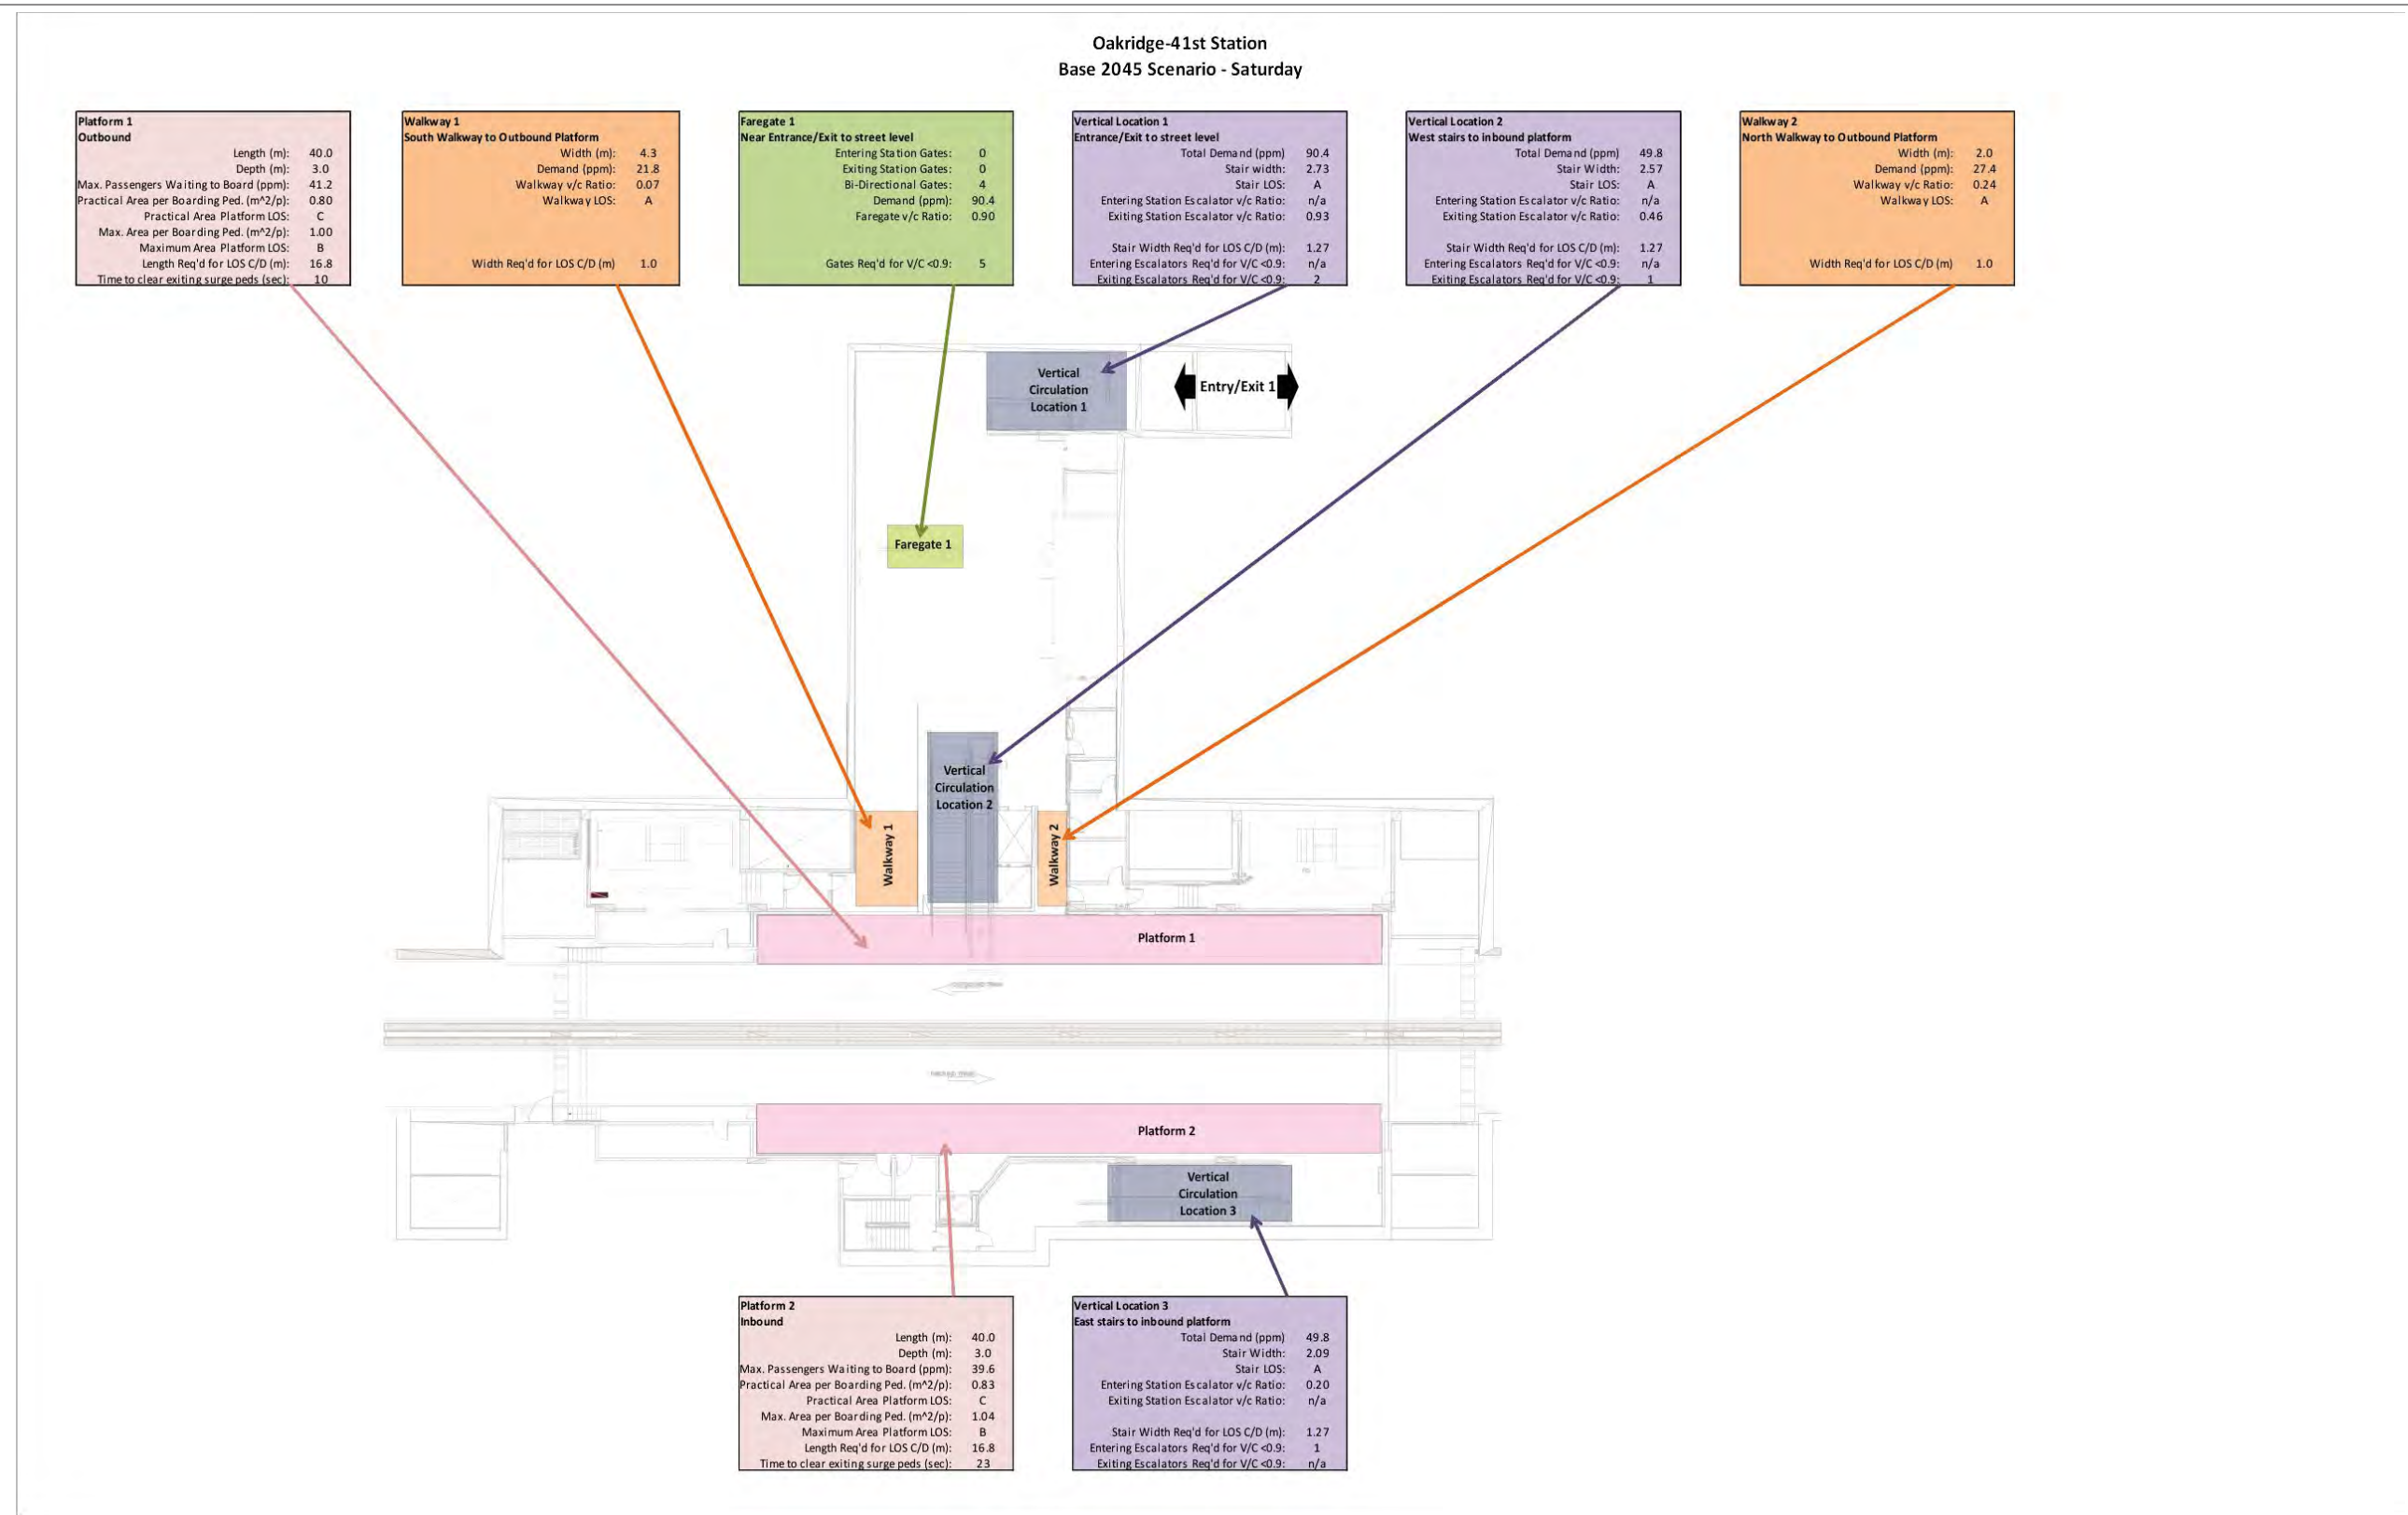 Oakridge-41st Station
Base 2045 Scenario - Saturday
Platform 1
Outbound
Length (m): 40.0
Depth (m): 3.0
Max. Passengers Waiting to Board (ppm): 41.2
Practical Area per Boarding Ped. (m^2/p): 0.80
Practical Area Platform LOS: C
Max. Area per Boarding Ped. (m^2/p): 1.00
Maximum Area Platform LOS: B
Length Req'd for LOS C/D (m): 16.8
Time to clear exiting surge peds (sec): 10
Walkway 1
South Walkway to Outbound Platform
Width (m): 4.3
Demand (ppm): 21.8
Walkway v/c Ratio: 0.07
Walkway LOS: A
Width Req'd for LOS C/D (m) 1.0
Faregate 1
Near Entrance/Exit to street level
Entering Station Gates: 0
Exiting Station Gates: 0
Bi-Directional Gates: 4
Demand (ppm): 90.4
Faregate v/c Ratio: 0.90
Gates Req'd for V/C <0.9: 5
Vertical Location 1
Entrance/Exit to street level
Total Demand (ppm) 90.4
Stair width: 2.73
Stair LOS: A
Entering Station Escalator v/c Ratio: n/a
Exiting Station Escalator v/c Ratio: 0.93
Stair Width Req'd for LOS C/D (m): 1.27
Entering Escalators Req'd for V/C <0.9: n/a
Exiting Escalators Req'd for V/C <0.9: 2
Vertical Location 2
West stairs to inbound platform
Total Demand (ppm) 49.8
Stair Width: 2.57
Stair LOS: A
Entering Station Escalator v/c Ratio: n/a
Exiting Station Escalator v/c Ratio: 0.46
Stair Width Req'd for LOS C/D (m): 1.27
Entering Escalators Req'd for V/C <0.9: n/a
Exiting Escalators Req'd for V/C <0.9: 1
Walkway 2
North Walkway to Outbound Platform
Width (m): 2.0
Demand (ppm): 27.4
Walkway v/c Ratio: 0.24
Walkway LOS: A
Width Req'd for LOS C/D (m) 1.0
Vertical
Circulation
Location 1
Entry/Exit 1
Faregate 1
Vertical
Circulation
Location 2
Walkway 1
Walkway 2
Platform 1
Platform 2
Vertical
Circulation
Location 3
Platform 2
Inbound
Length (m): 40.0
Depth (m): 3.0
Max. Passengers Waiting to Board (ppm): 39.6
Practical Area per Boarding Ped. (m^2/p): 0.83
Practical Area Platform LOS: C
Max. Area per Boarding Ped. (m^2/p): 1.04
Maximum Area Platform LOS: B
Length Req'd for LOS C/D (m): 16.8
Time to clear exiting surge peds (sec): 23
Vertical Location 3
East stairs to inbound platform
Total Demand (ppm) 49.8
Stair Width: 2.09
Stair LOS: A
Entering Station Escalator v/c Ratio: 0.20
Exiting Station Escalator v/c Ratio: n/a
Stair Width Req'd for LOS C/D (m): 1.27
Entering Escalators Req'd for V/C <0.9: 1
Exiting Escalators Req'd for V/C <0.9: n/a